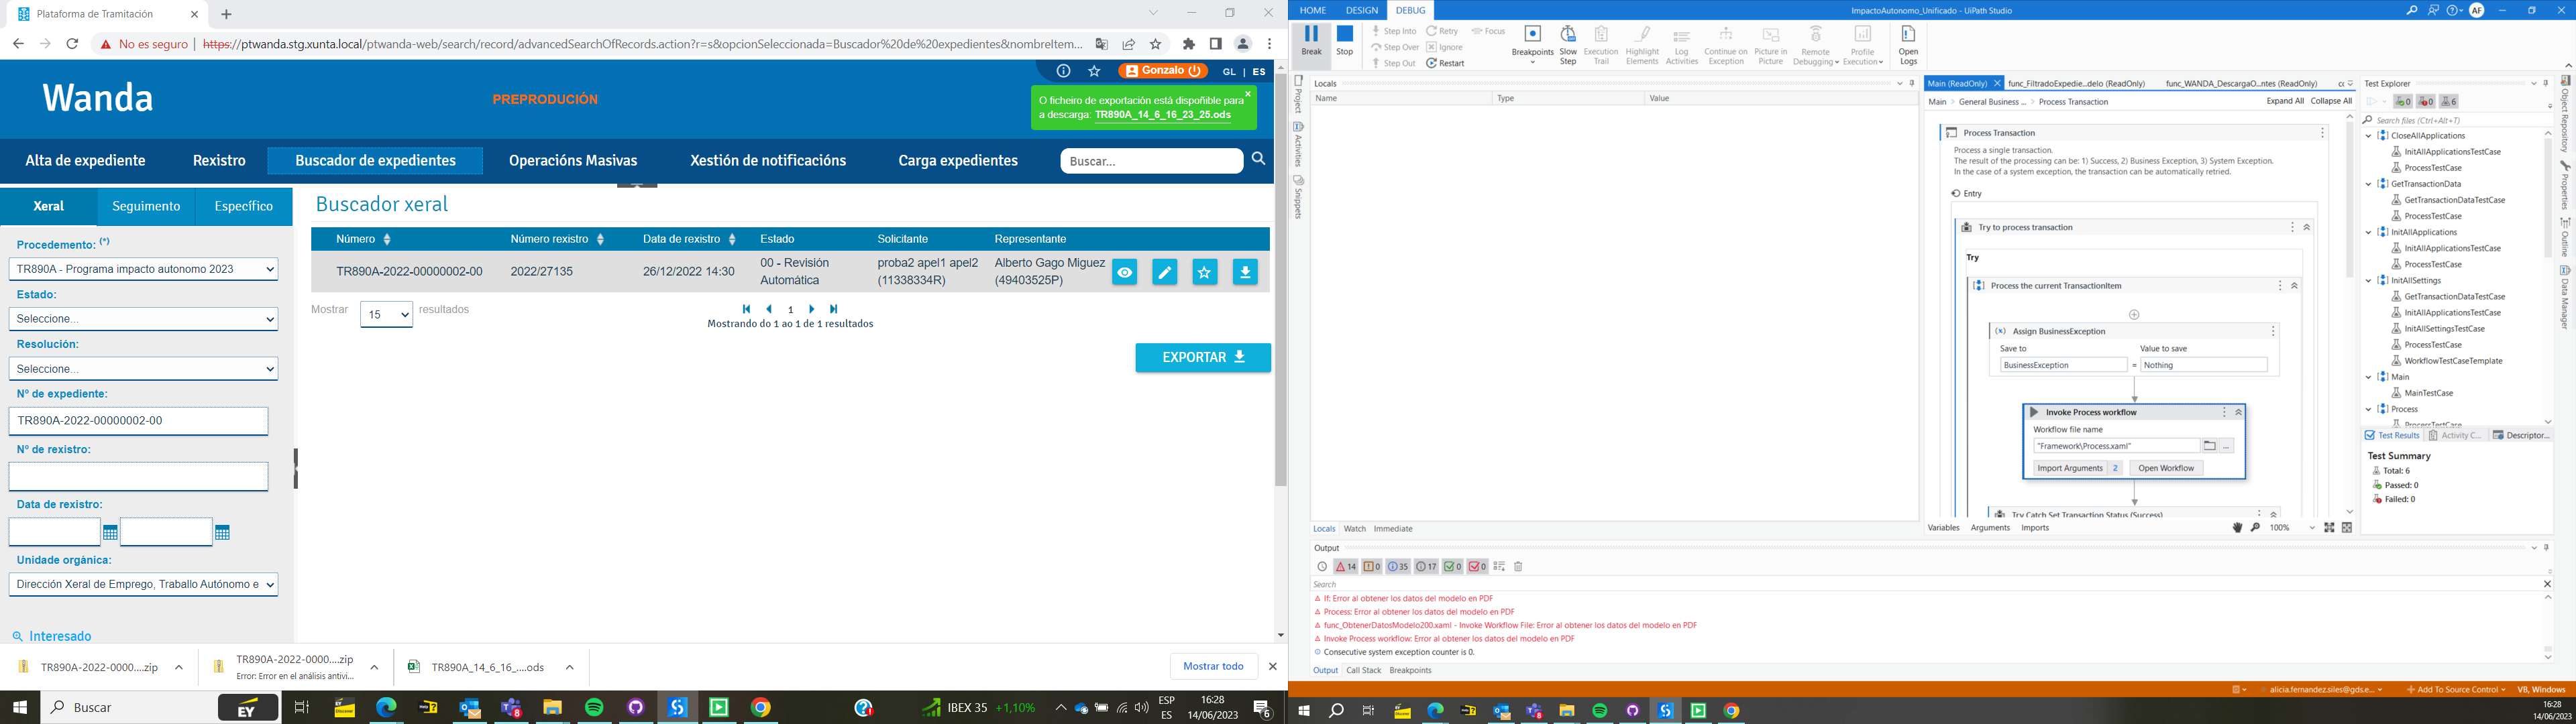 Plataforma de Tramitación
No es seguro | https://ptwanda.stg.xunta.local/ptwanda-web/search/record/advancedSearchOfRecords.action?r=s&opcionSeleccionada=Buscador%20de%20expedientes&nombreItem...
Gonzalo
GL | ES
Wanda
PREPRODUCIÓN
O ficheiro de exportación está dispoñible para
a descarga: TR890A_14_6_16_23_25.ods
Alta de expediente
Rexistro
Buscador de expedientes
Operacións Masivas
Xestión de notificacións
Carga expedientes
Buscar...
Xeral
Seguimento
Específico
Procedemento: (*)
TR890A - Programa impacto autonomo 2023
Estado:
Seleccione...
Resolución:
Seleccione...
Nº de expediente:
TR890A-2022-00000002-00
Nº de rexistro:
Data de rexistro:
Unidade orgánica:
Dirección Xeral de Emprego, Traballo Autónomo e
Interesado
Buscador xeral
Número
Número rexistro
Data de rexistro
Estado
Solicitante
Representante
TR890A-2022-00000002-00
2022/27135
26/12/2022 14:30
00 - Revisión
Automática
proba2 apel1 apel2
(11338334R)
Alberto Gago Miguez
(49403525P)
Mostrar 15 resultados
1
Mostrando do 1 ao 1 de 1 resultados
EXPORTAR
TR890A-2022-0000....zip
TR890A-2022-0000....zip
Error: Error en el análisis antivi...
TR890A_14_6_16_....ods
Mostrar todo
Buscar
EY
IBEX 35 +1,10%
ESP
ES
16:28
14/06/2023
6
HOME
DESIGN
DEBUG
ImpactoAutonomo_Unificado - UiPath Studio
AF
Break
Stop
Step Into
Step Over
Step Out
Retry
Ignore
Restart
Focus
Breakpoints
Slow
Step
Execution
Trail
Highlight
Elements
Log
Activities
Continue on
Exception
Picture in
Picture
Remote
Debugging
Profile
Execution
Open
Logs
Project
Activities
Snippets
Locals
Name
Type
Value
Locals
Watch
Immediate
Main (ReadOnly)
func_FiltradoExpedie...delo (ReadOnly)
func_WANDA_DescargaO...ntes (ReadOnly)
Main > General Business ... > Process Transaction
Expand All
Collapse All
Process Transaction
Process a single transaction.
The result of the processing can be: 1) Success, 2) Business Exception, 3) System Exception.
In the case of a system exception, the transaction can be automatically retried.
Entry
Try to process transaction
Try
Process the current TransactionItem
Assign BusinessException
Save to
Value to save
BusinessException = Nothing
Invoke Process workflow
Workflow file name
"Framework\Process.xaml"
Import Arguments 2
Open Workflow
Try Catch Set Transaction Status (Success)
Variables
Arguments
Imports
100%
Test Explorer
0
0
6
Search files (Ctrl+Alt+T)
CloseAllApplications
InitAllApplicationsTestCase
ProcessTestCase
GetTransactionData
GetTransactionDataTestCase
ProcessTestCase
InitAllApplications
InitAllApplicationsTestCase
ProcessTestCase
InitAllSettings
GetTransactionDataTestCase
InitAllApplicationsTestCase
InitAllSettingsTestCase
ProcessTestCase
WorkflowTestCaseTemplate
Main
MainTestCase
Process
ProcessTestCase
Test Results
Activity C...
Descriptor...
Test Summary
Total: 6
Passed: 0
Failed: 0
Object Repository
Properties
Outline
Data Manager
Output
14
0
35
17
0
0
Search
If: Error al obtener los datos del modelo en PDF
Process: Error al obtener los datos del modelo en PDF
func_ObtenerDatosModelo200.xaml - Invoke Workflow File: Error al obtener los datos del modelo en PDF
Invoke Process workflow: Error al obtener los datos del modelo en PDF
Consecutive system exception counter is 0.
Output
Call Stack
Breakpoints
alicia.fernandez.siles@gds.e...
Add To Source Control
VB, Windows
16:28
14/06/2023